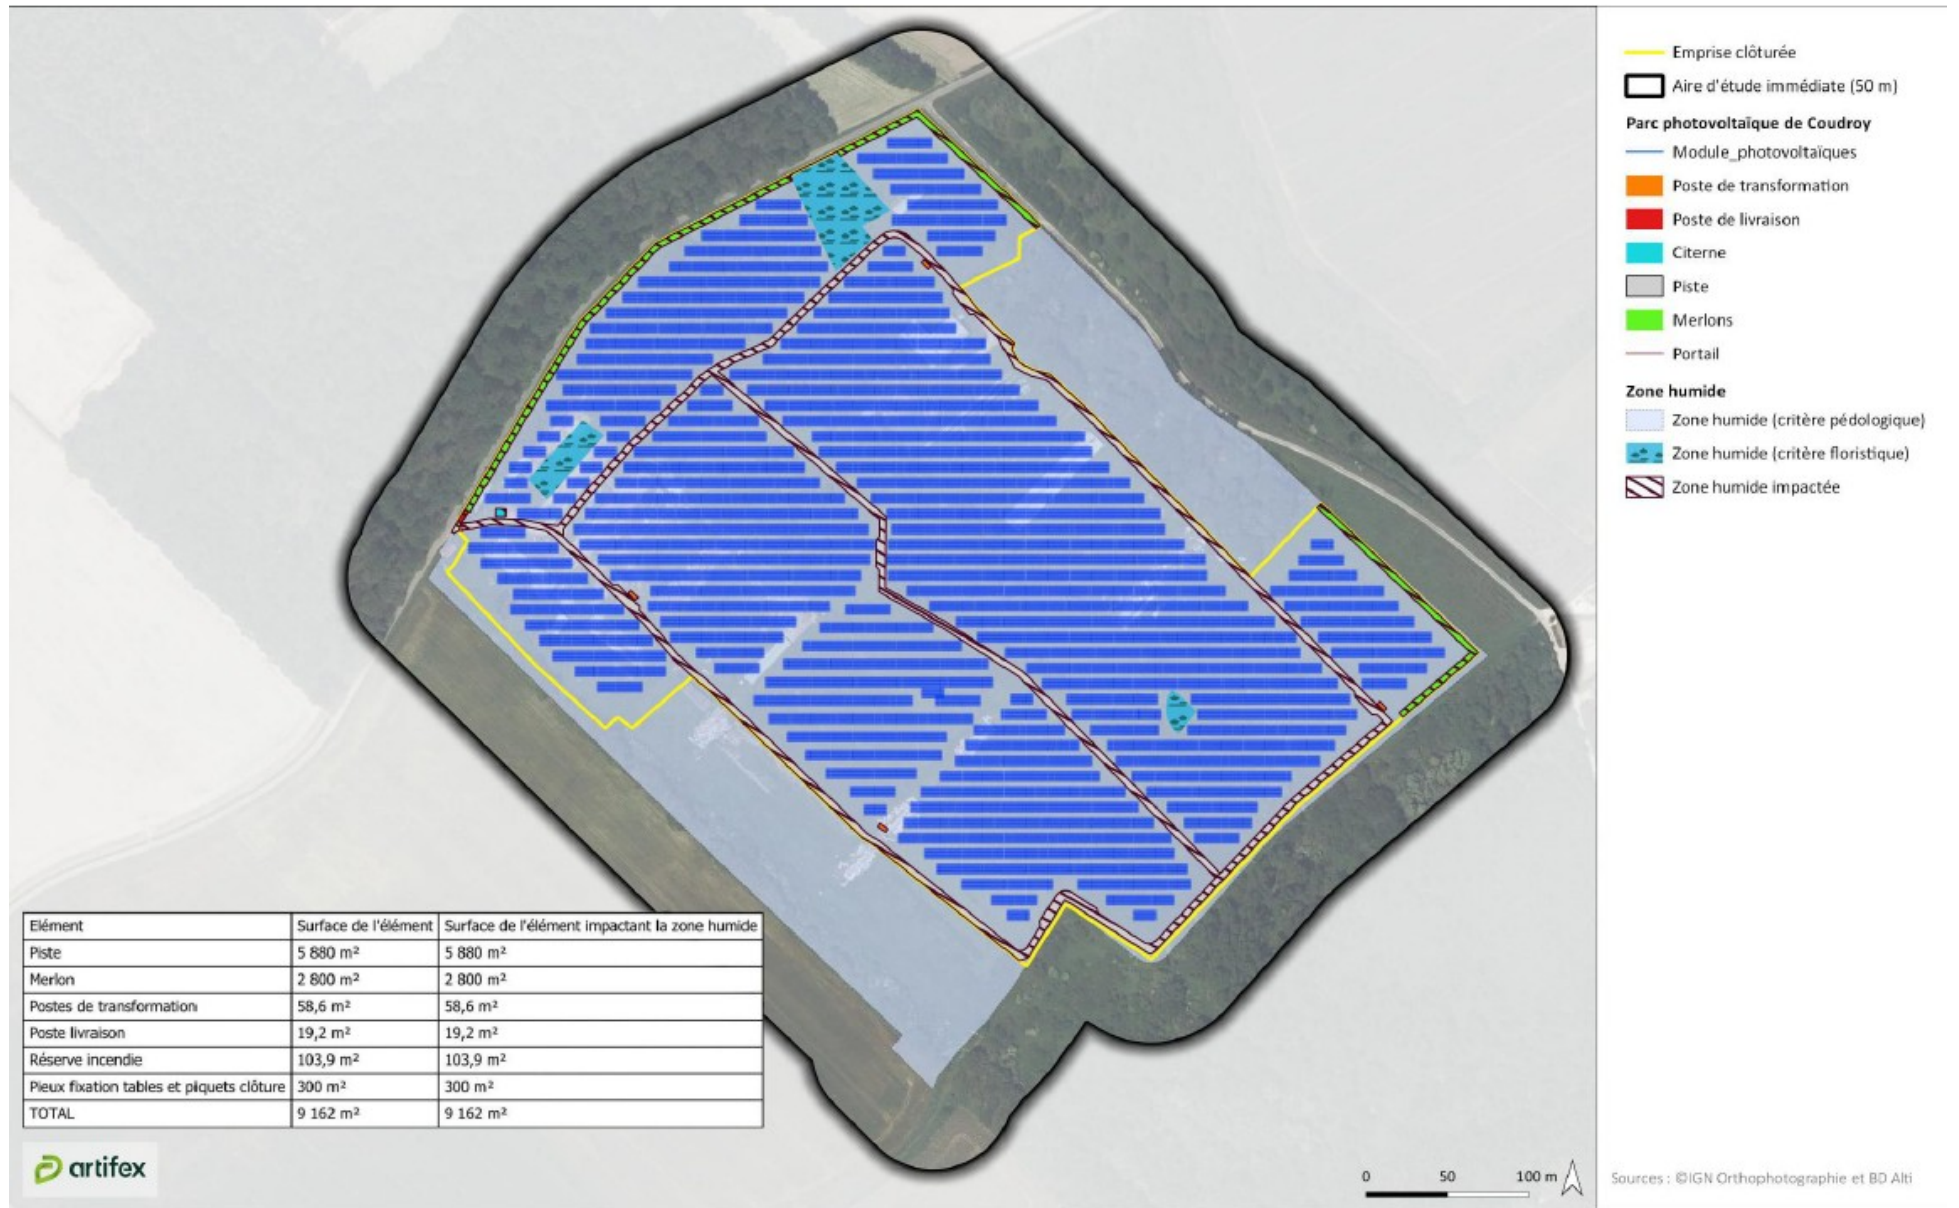 Emprise clôturée
Aire d'étude immédiate (50 m)
Parc photovoltaïque de Coudroy
Module_photovoltaïques
Poste de transformation
Poste de livraison
Citerne
Piste
Merlons
Portail
Zone humide
Zone humide (critère pédologique)
Zone humide (critère floristique)
Zone humide impactée
Elément Surface de l'élément Surface de l'élément impactant la zone humide
Piste 5 880 m² 5 880 m²
Merlon 2 800 m² 2 800 m²
Postes de transformation 58,6 m² 58,6 m²
Poste livraison 19,2 m² 19,2 m²
Réserve incendie 103,9 m² 103,9 m²
Pieux fixation tables et piquets clôture 300 m² 300 m²
TOTAL 9 162 m² 9 162 m²
artifex
0 50 100 m
Sources : ©IGN Orthophotographie et BD Alti